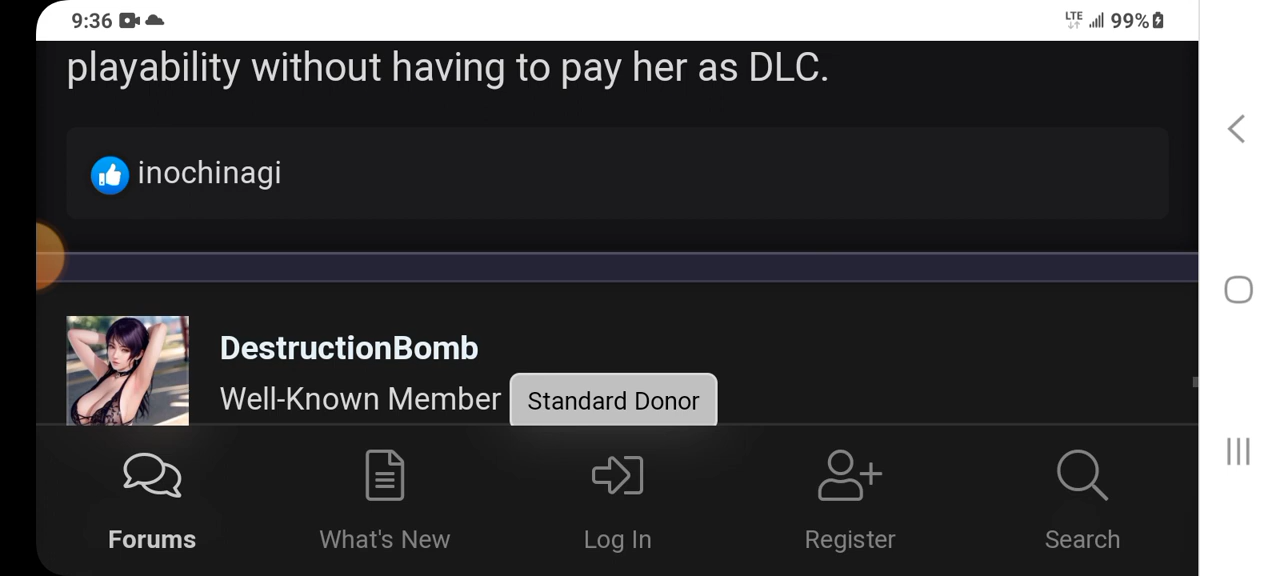 9:36
LTE 99%
playability without having to pay her as DLC.
inochinagi
DestructionBomb
Well-Known Member Standard Donor
Forums What's New Log In Register Search